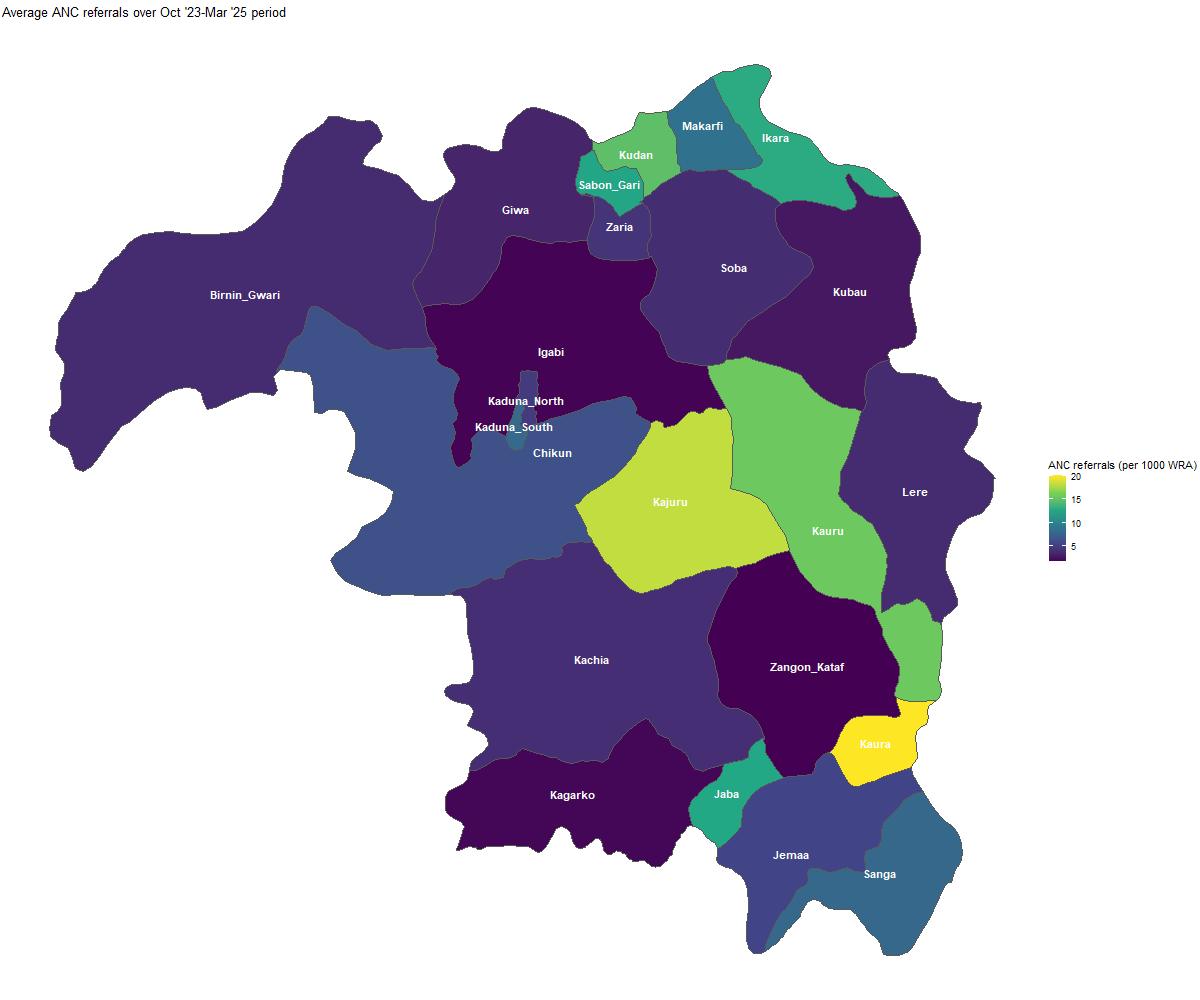 Average ANC referrals over Oct '23-Mar '25 period
Makarfi
Ikara
Kudan
Sabon_Gari
Giwa
Zaria
Soba
Birnin_Gwari
Kubau
Igabi
Kaduna_North
Kaduna_South
Chikun
ANC referrals (per 1000 WRA)
20
15
10
5
Lere
Kajuru
Kauru
Kachia
Zangon_Kataf
Kaura
Kagarko
Jaba
Jemaa
Sanga